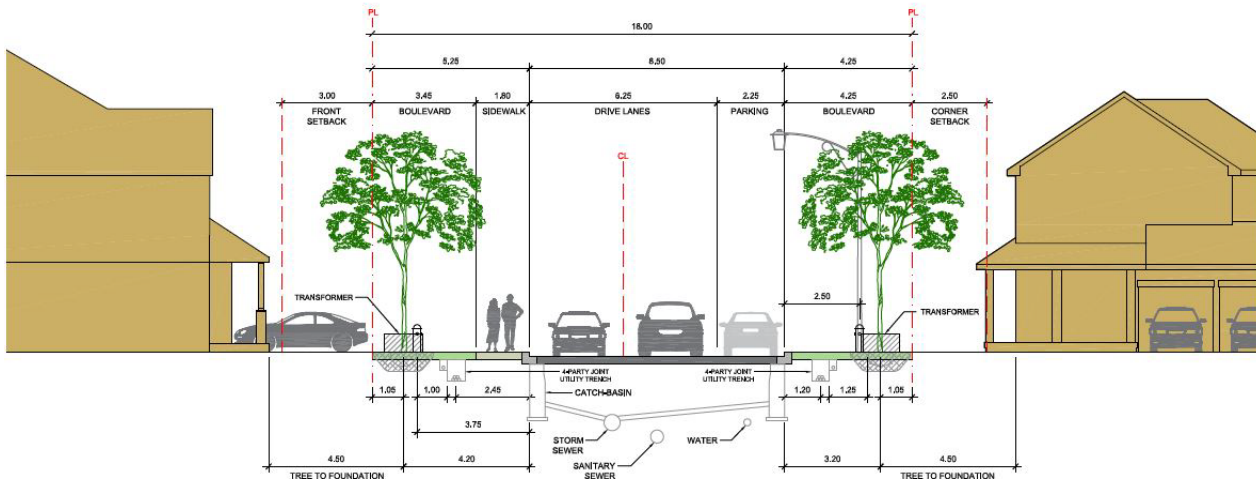 PL
PL
18.00
5.25
8.50
4.25
3.00
3.45
1.80
6.25
2.25
4.25
2.50
FRONT
SETBACK
BOULEVARD
SIDEWALK
DRIVE LANES
PARKING
BOULEVARD
CORNER
SETBACK
CL
TRANSFORMER
2.50
TRANSFORMER
4-PARTY JOINT
UTILITY TRENCH
4-PARTY JOINT
UTILITY TRENCH
1.05
1.00
2.45
CATCH-BASIN
1.20
1.25
1.05
3.75
STORM
SEWER
WATER
SANITARY
SEWER
4.50
4.20
3.20
4.50
TREE TO FOUNDATION
TREE TO FOUNDATION